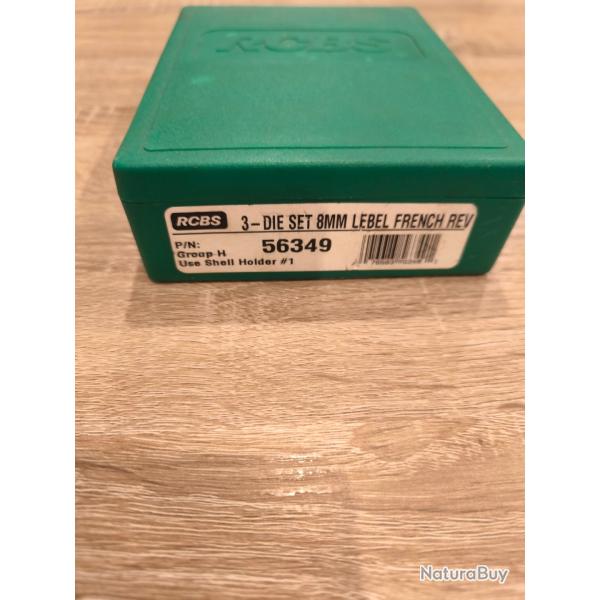 RCBS
RCBS 3-DIE SET 8MM LEBEL FRENCH REV
P/N: 56349
Group H
Use Shell Holder #1
NaturaBuy